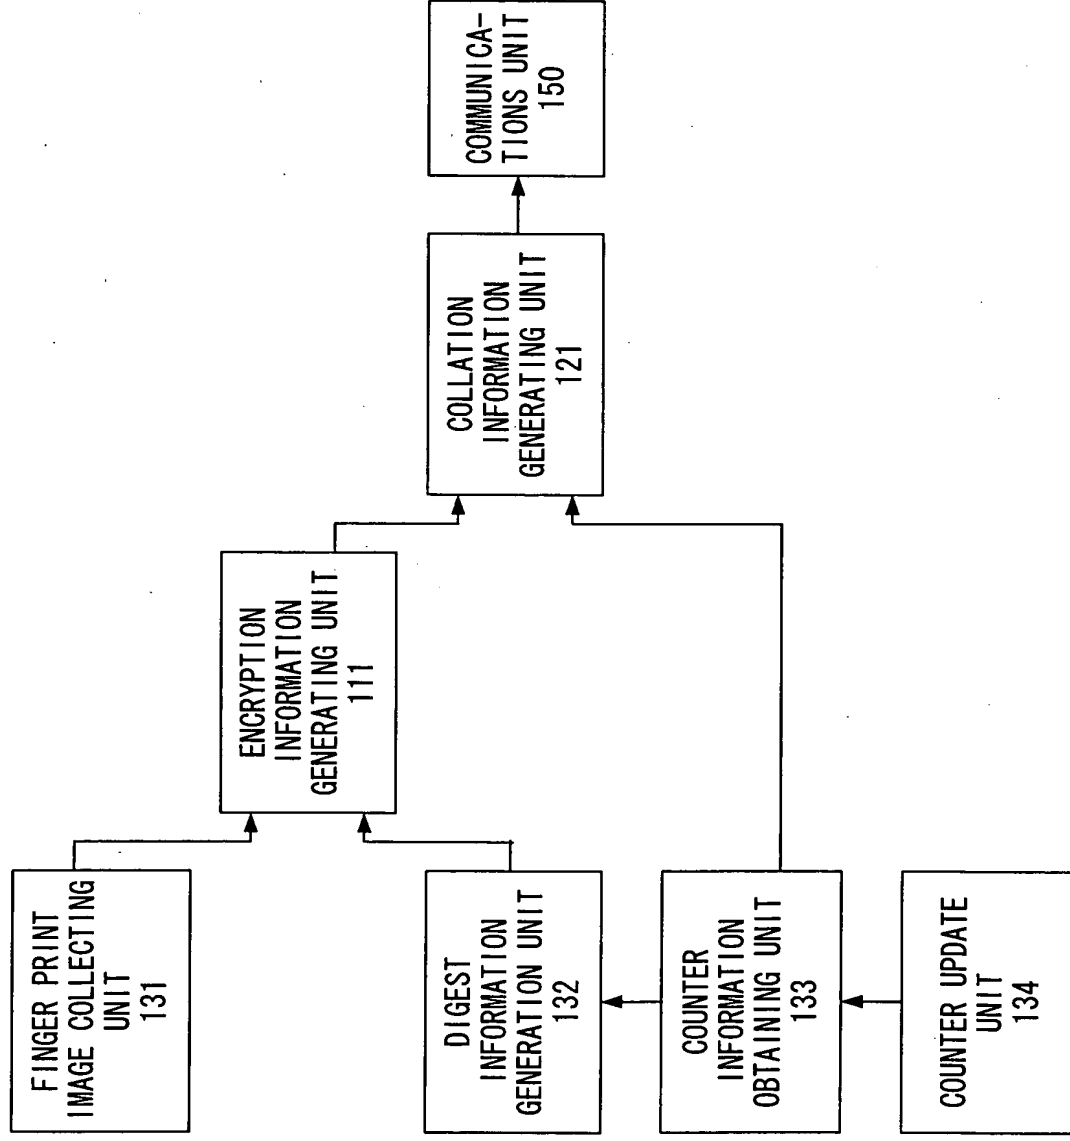 FINGER PRINT
IMAGE COLLECTING
UNIT
131
DIGEST
INFORMATION
GENERATION UNIT
132
COUNTER
INFORMATION
OBTAINING UNIT
133
COUNTER UPDATE
UNIT
134
ENCRYPTION
INFORMATION
GENERATING UNIT
111
COLLATION
INFORMATION
GENERATING UNIT
121
COMMUNICA-
TIONS UNIT
150